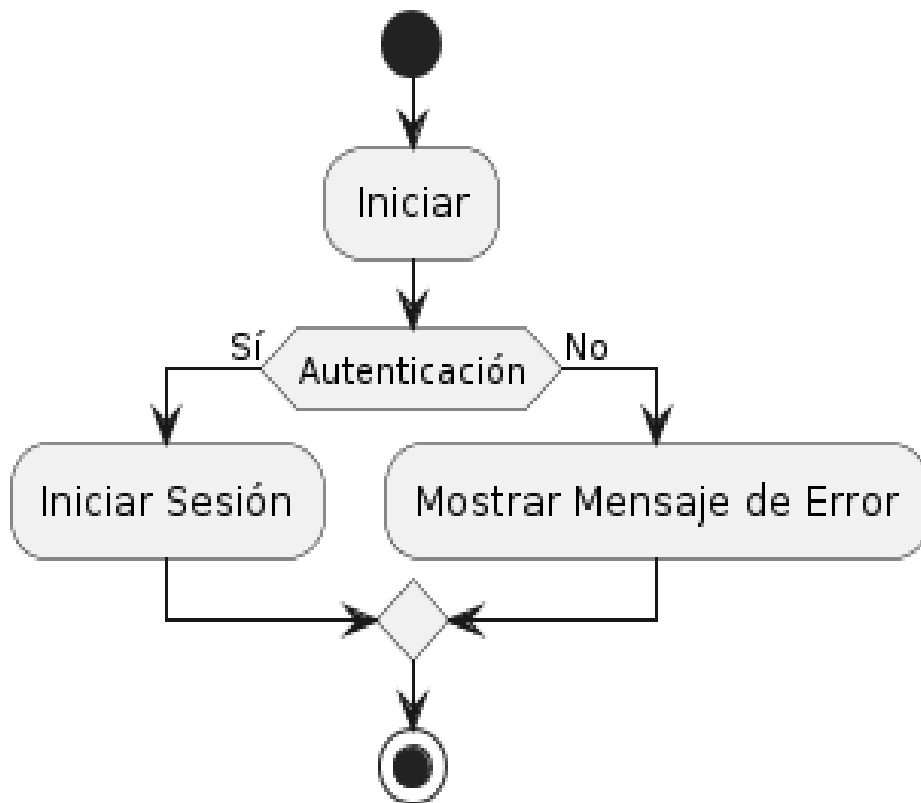 Iniciar
Sí
No
Autenticación
Iniciar Sesión
Mostrar Mensaje de Error